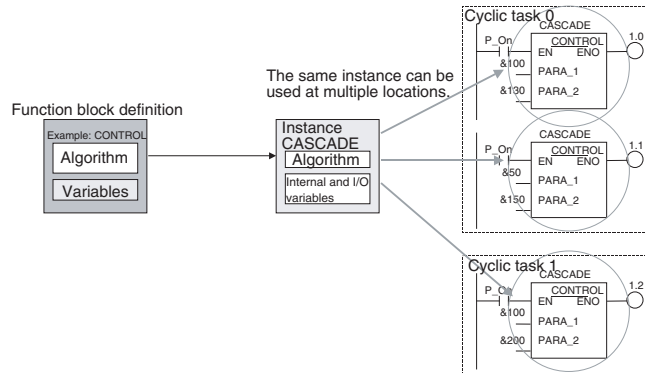 Function block definition
Example: CONTROL
Algorithm
Variables
The same instance can be
used at multiple locations.
Instance
CASCADE
Algorithm
Internal and I/O
variables
Cyclic task 0
CASCADE
P_On
CONTROL
1.0
EN ENO
&100
PARA_1
&130
PARA_2
CASCADE
P_On
CONTROL
1.1
EN ENO
&50
PARA_1
&150
PARA_2
Cyclic task 1
CASCADE
P_On
CONTROL
1.2
EN ENO
&100
PARA_1
&200
PARA_2